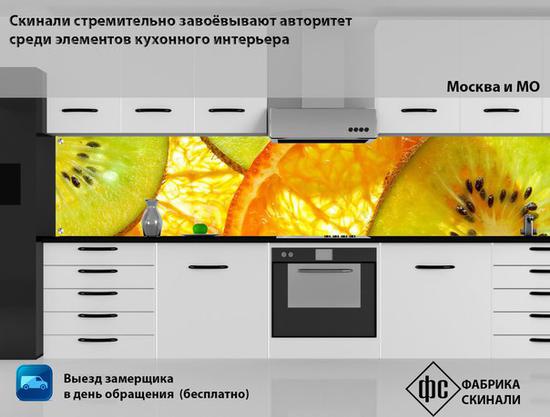 Скинали стремительно завоёвывают авторитет
среди элементов кухонного интерьера
Москва и МО
Выезд замерщика
в день обращения (бесплатно)
фс
ФАБРИКА
СКИНАЛИ